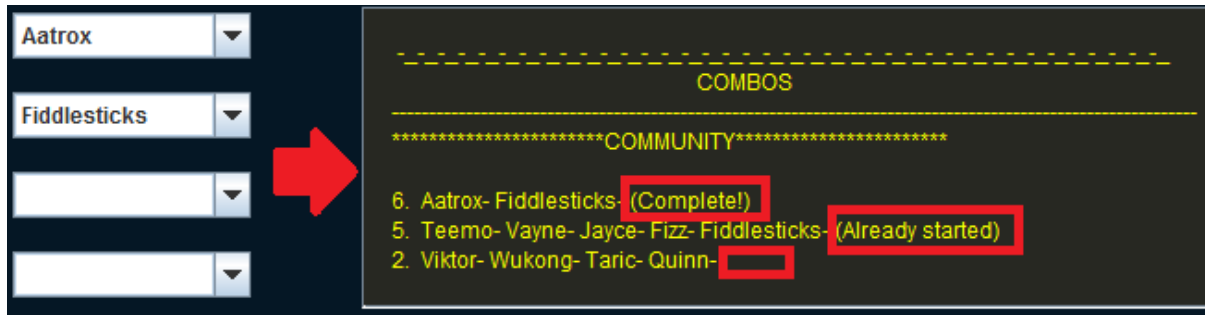 Aatrox
Fiddlesticks
-_-_-_-_-_-_-_-_-_-_-_-_-_-_-_-_-_-_-_-_-_-_-_-_-_-_-_-_-_-_-_-_-_-_-_-_-_-_-_-
COMBOS
----------------------------------------------------------------------------------------------------
***********************COMMUNITY***********************
6. Aatrox- Fiddlesticks- (Complete!)
5. Teemo- Vayne- Jayce- Fizz- Fiddlesticks- (Already started)
2. Viktor- Wukong- Taric- Quinn-